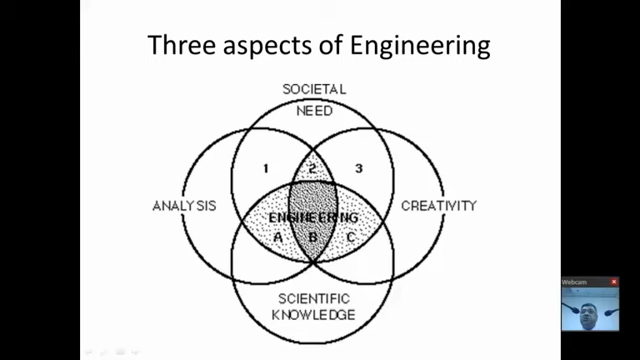 Three aspects of Engineering
SOCIETAL
NEED
1 2 3
ANALYSIS
CREATIVITY
ENGINEERING
A B C
SCIENTIFIC
KNOWLEDGE
Webcam